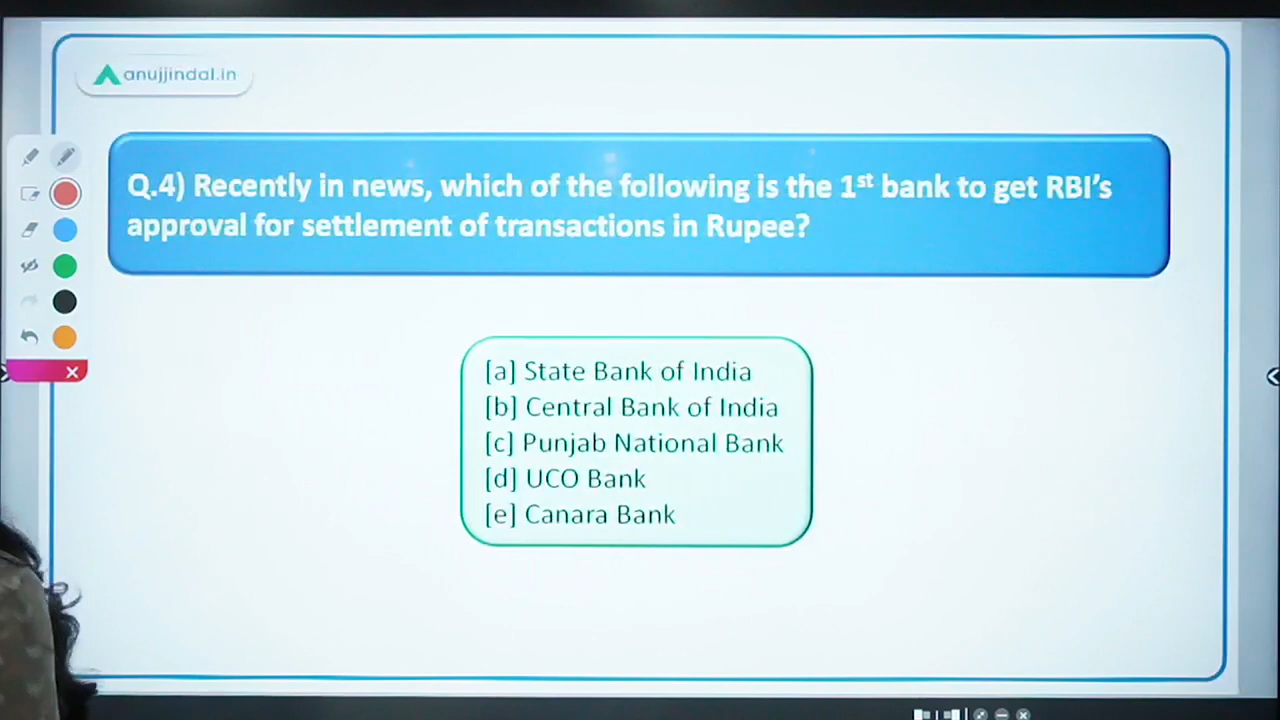 anujjindal.in
Q.4) Recently in news, which of the following is the 1st bank to get RBI's
approval for settlement of transactions in Rupee?
[a] State Bank of India
[b] Central Bank of India
[c] Punjab National Bank
[d] UCO Bank
[e] Canara Bank